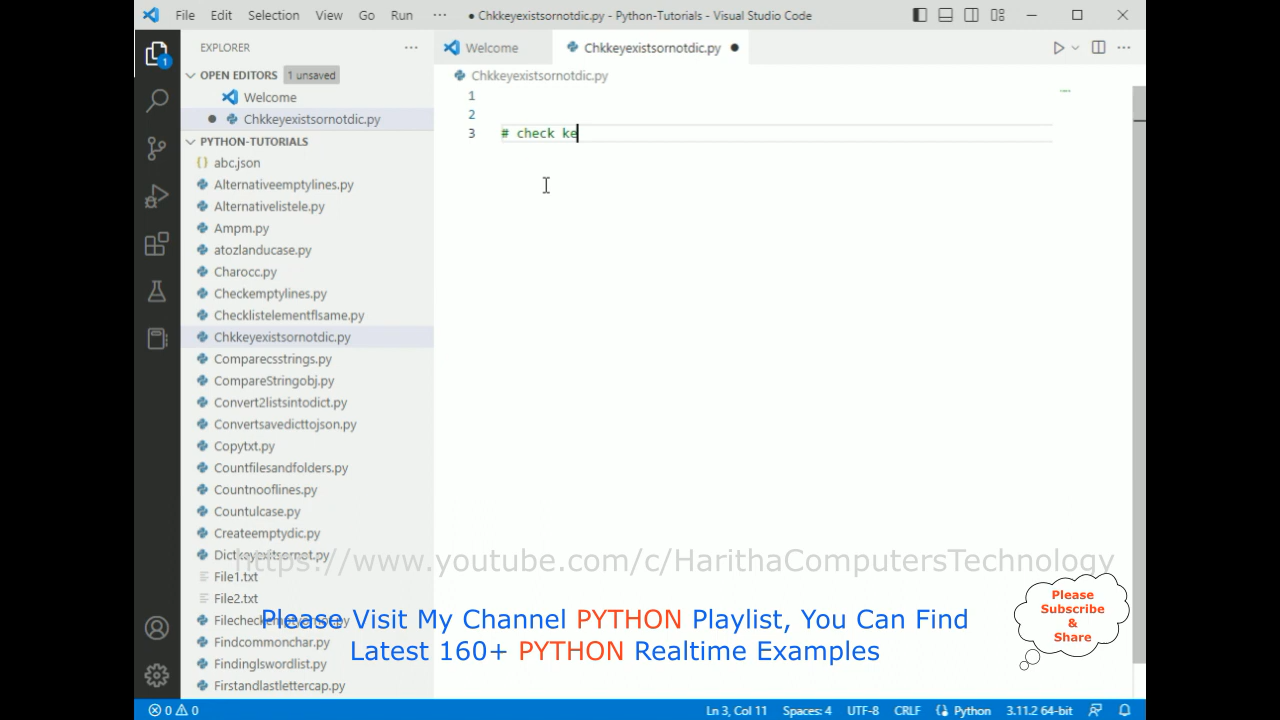 File Edit Selection View Go Run ··· ● Chkkeyexistsornotdic.py - Python-Tutorials - Visual Studio Code
EXPLORER ···
OPEN EDITORS 1 unsaved
Welcome
● Chkkeyexistsornotdic.py
PYTHON-TUTORIALS
{} abc.json
Alternativeemptylines.py
Alternativelistele.py
Ampm.py
atozlanducase.py
Charocc.py
Checkemptylines.py
Checklistelementflsame.py
Chkkeyexistsornotdic.py
Comparecsstrings.py
CompareStringobj.py
Convert2listsintodict.py
Convertsavedicttojson.py
Copytxt.py
Countfilesandfolders.py
Countnooflines.py
Countulcase.py
Createemptydic.py
Dictkeyexitsornot.py
File1.txt
File2.txt
Findcommonchar.py
Findinglswordlist.py
Firstandlastlettercap.py
1
Welcome Chkkeyexistsornotdic.py ●
Chkkeyexistsornotdic.py
1
2
3 # check ke
https://www.youtube.com/c/HarithaComputersTechnology
Please Visit My Channel PYTHON Playlist, You Can Find
Latest 160+ PYTHON Realtime Examples
Please
Subscribe
&
Share
0 0 Ln 3, Col 11 Spaces: 4 UTF-8 CRLF {} Python 3.11.2 64-bit